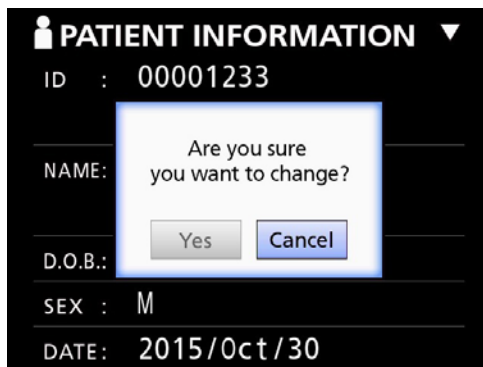 PATIENT INFORMATION ▼
ID : 00001233
Are you sure
you want to change?
Yes Cancel
NAME:
D.O.B.:
SEX : M
DATE: 2015/Oct/30